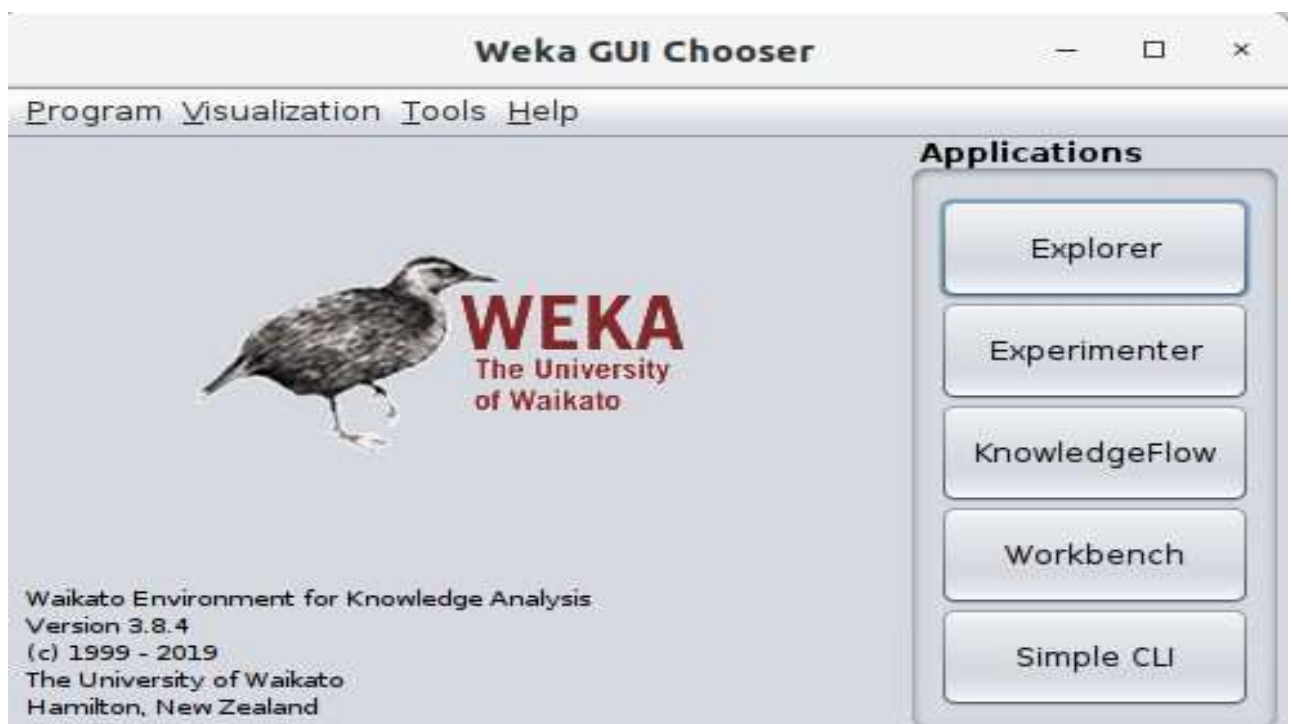 Weka GUI Chooser
Program Visualization Tools Help
Applications
Explorer
Experimenter
KnowledgeFlow
Workbench
Simple CLI
WEKA
The University
of Waikato
Waikato Environment for Knowledge Analysis
Version 3.8.4
(c) 1999 - 2019
The University of Waikato
Hamilton, New Zealand